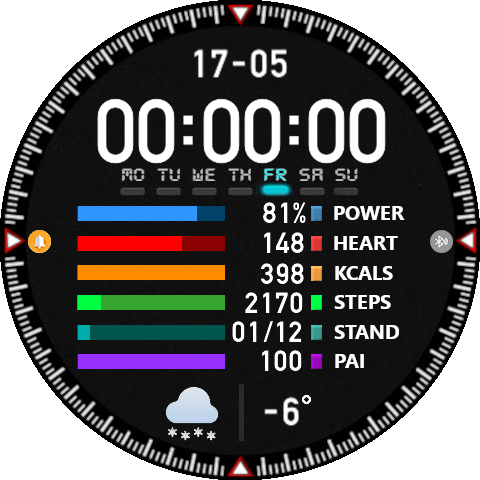 17-05
00:00:00
MO TU WE TH FR SA SU
81% POWER
148 HEART
398 KCALS
2170 STEPS
01/12 STAND
100 PAI
-6°